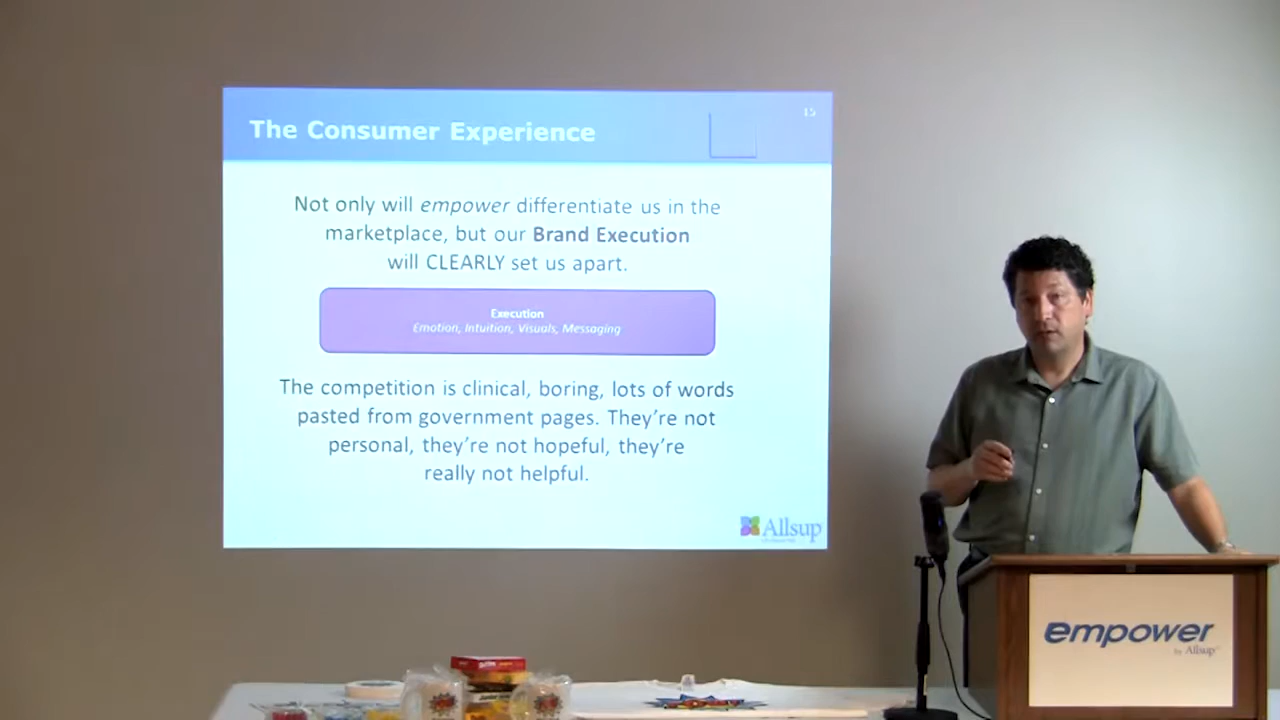 The Consumer Experience
15
Not only will empower differentiate us in the
marketplace, but our Brand Execution
will CLEARLY set us apart.
Execution
Emotion, Intuition, Visuals, Messaging
The competition is clinical, boring, lots of words
pasted from government pages. They’re not
personal, they’re not hopeful, they’re
really not helpful.
Allsup
empower
by Allsup